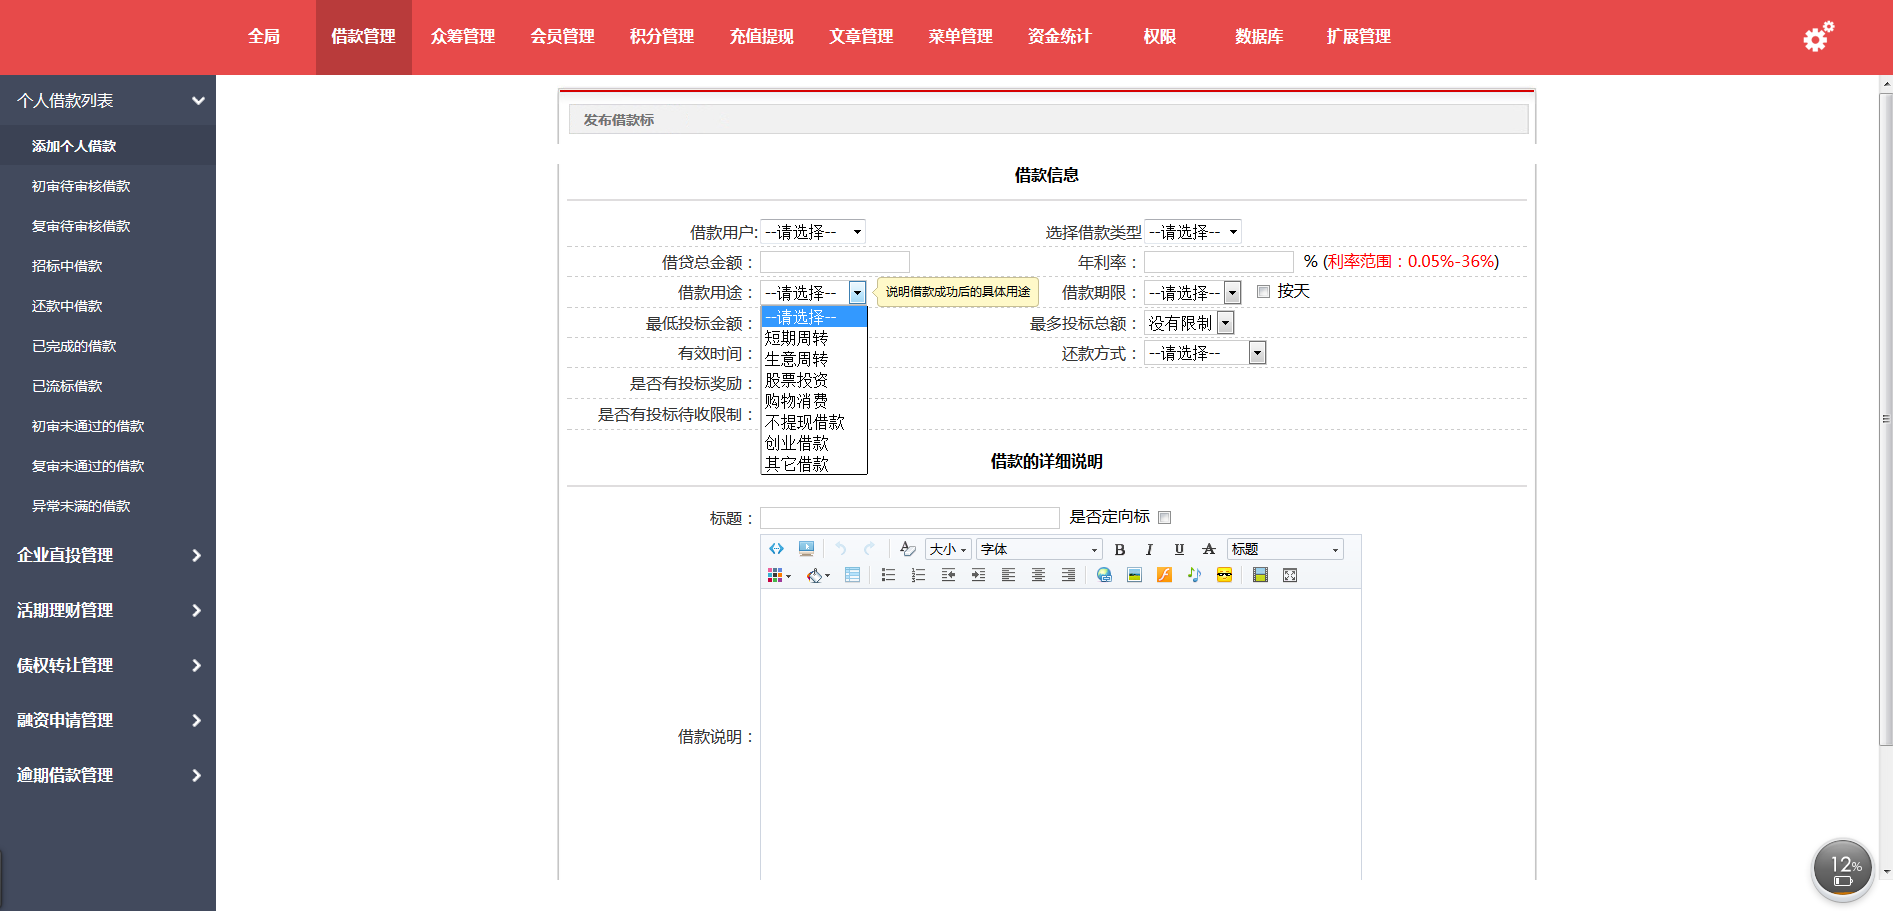 全局 借款管理 众筹管理 会员管理 积分管理 充值提现 文章管理 菜单管理 资金统计 权限 数据库 扩展管理
个人借款列表
添加个人借款
初审待审核借款
复审待审核借款
招标中借款
还款中借款
已完成的借款
已流标借款
初审未通过的借款
复审未通过的借款
异常未满的借款
企业直投管理
活期理财管理
债权转让管理
融资申请管理
逾期借款管理
发布借款标
借款信息
借款用户: --请选择-- 选择借款类型 --请选择--
借贷总金额： 年利率： % (利率范围：0.05%-36%)
借款用途： --请选择-- 说明借款成功后的具体用途 借款期限： --请选择-- 按天
--请选择--
短期周转
生意周转
股票投资
购物消费
不提现借款
创业借款
其它借款
最低投标金额： 最多投标总额： 没有限制
有效时间： 还款方式： --请选择--
是否有投标奖励：
是否有投标待收限制：
借款的详细说明
标题： 是否定向标
大小 字体 B I U A 标题
借款说明：
12%